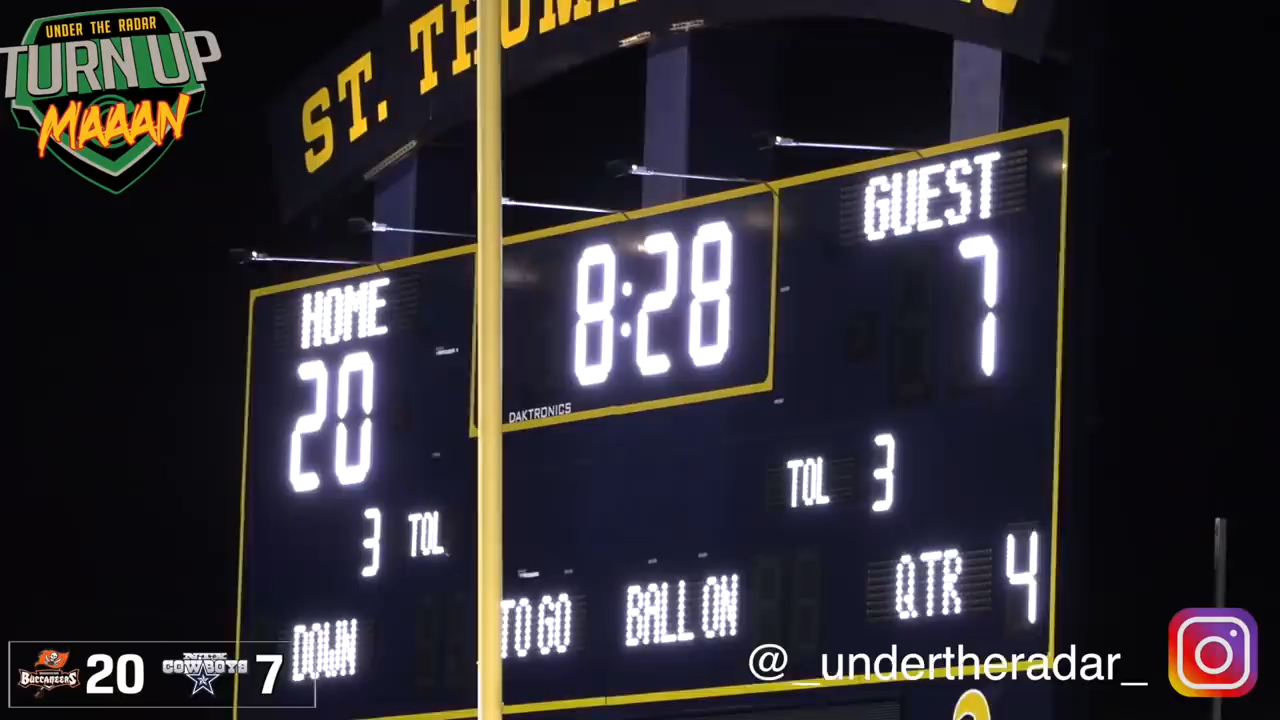 UNDER THE RADAR
TURN UP
MAAAN
ST.
GUEST
8:28
7
HOME
20
DAKTRONICS
TOL 3
3 TOL
QTR 4
DOWN TO GO BALL ON
BUCCANEERS 20 COWBOYS 7
@_undertheradar_